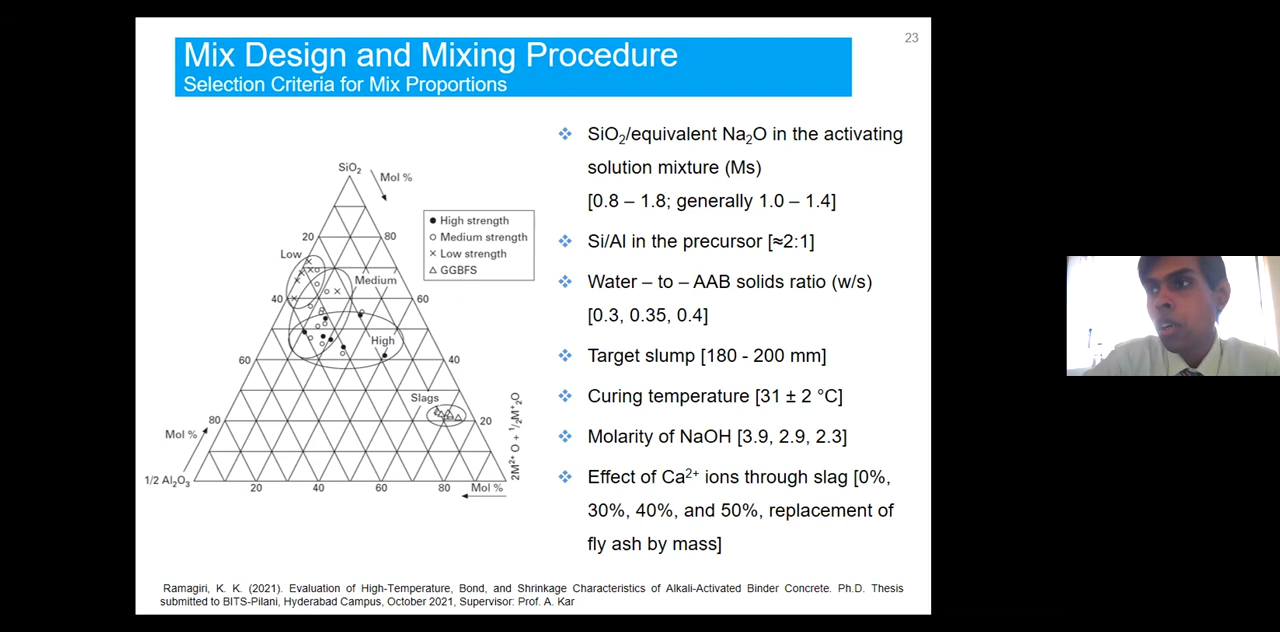 23
Mix Design and Mixing Procedure
Selection Criteria for Mix Proportions
SiO₂
Mol %
High strength
Medium strength
Low strength
GGBFS
20
80
Low
Medium
40
60
High
60
40
Slags
80
20
Mol %
2M²⁺ O + ½M⁺₂O
1/2 Al₂O₃
20
40
60
80
Mol %
❖ SiO₂/equivalent Na₂O in the activating
solution mixture (Ms)
[0.8 – 1.8; generally 1.0 – 1.4]
❖ Si/Al in the precursor [≈2:1]
❖ Water – to – AAB solids ratio (w/s)
[0.3, 0.35, 0.4]
❖ Target slump [180 - 200 mm]
❖ Curing temperature [31 ± 2 °C]
❖ Molarity of NaOH [3.9, 2.9, 2.3]
❖ Effect of Ca²⁺ ions through slag [0%,
30%, 40%, and 50%, replacement of
fly ash by mass]
Ramagiri, K. K. (2021). Evaluation of High-Temperature, Bond, and Shrinkage Characteristics of Alkali-Activated Binder Concrete. Ph.D. Thesis
submitted to BITS-Pilani, Hyderabad Campus, October 2021, Supervisor: Prof. A. Kar